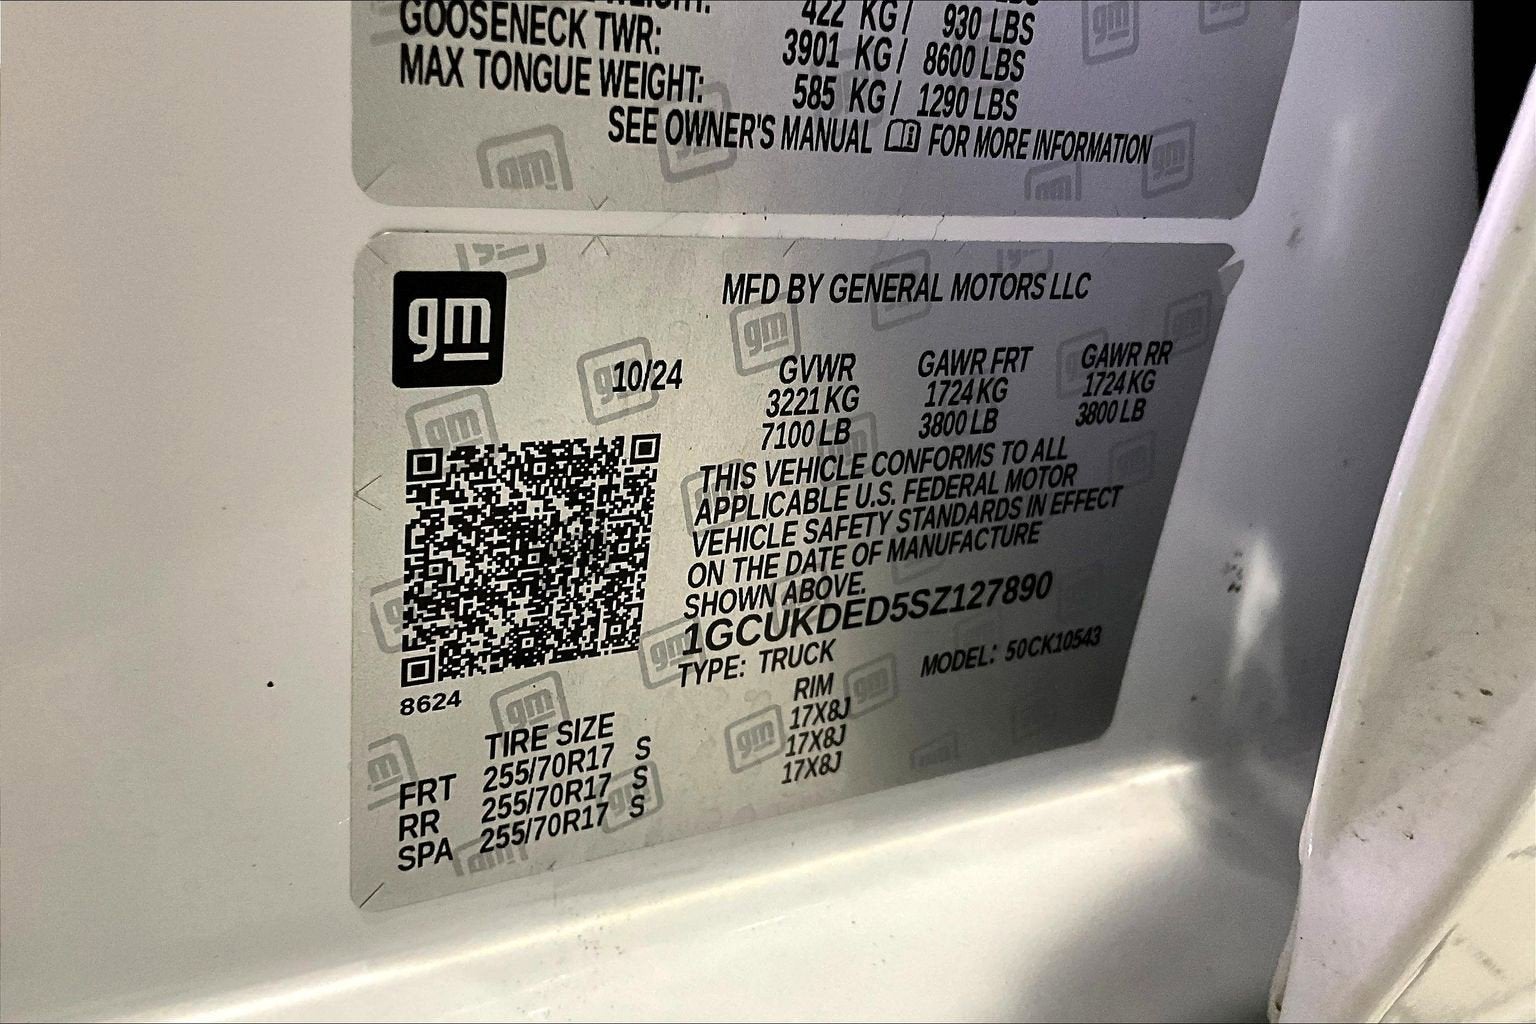 422 KG/ 930 LBS
GOOSENECK TWR: 3901 KG/ 8600 LBS
MAX TONGUE WEIGHT: 585 KG/ 1290 LBS
SEE OWNER'S MANUAL FOR MORE INFORMATION
gm
MFD BY GENERAL MOTORS LLC
10/24 GVWR GAWR FRT GAWR RR
3221 KG 1724 KG 1724 KG
7100 LB 3800 LB 3800 LB
THIS VEHICLE CONFORMS TO ALL
APPLICABLE U.S. FEDERAL MOTOR
VEHICLE SAFETY STANDARDS IN EFFECT
ON THE DATE OF MANUFACTURE
SHOWN ABOVE.
1GCUKDED5SZ127890
TYPE: TRUCK MODEL: 50CK10543
8624
TIRE SIZE RIM
FRT 255/70R17 S 17X8J
RR 255/70R17 S 17X8J
SPA 255/70R17 S 17X8J